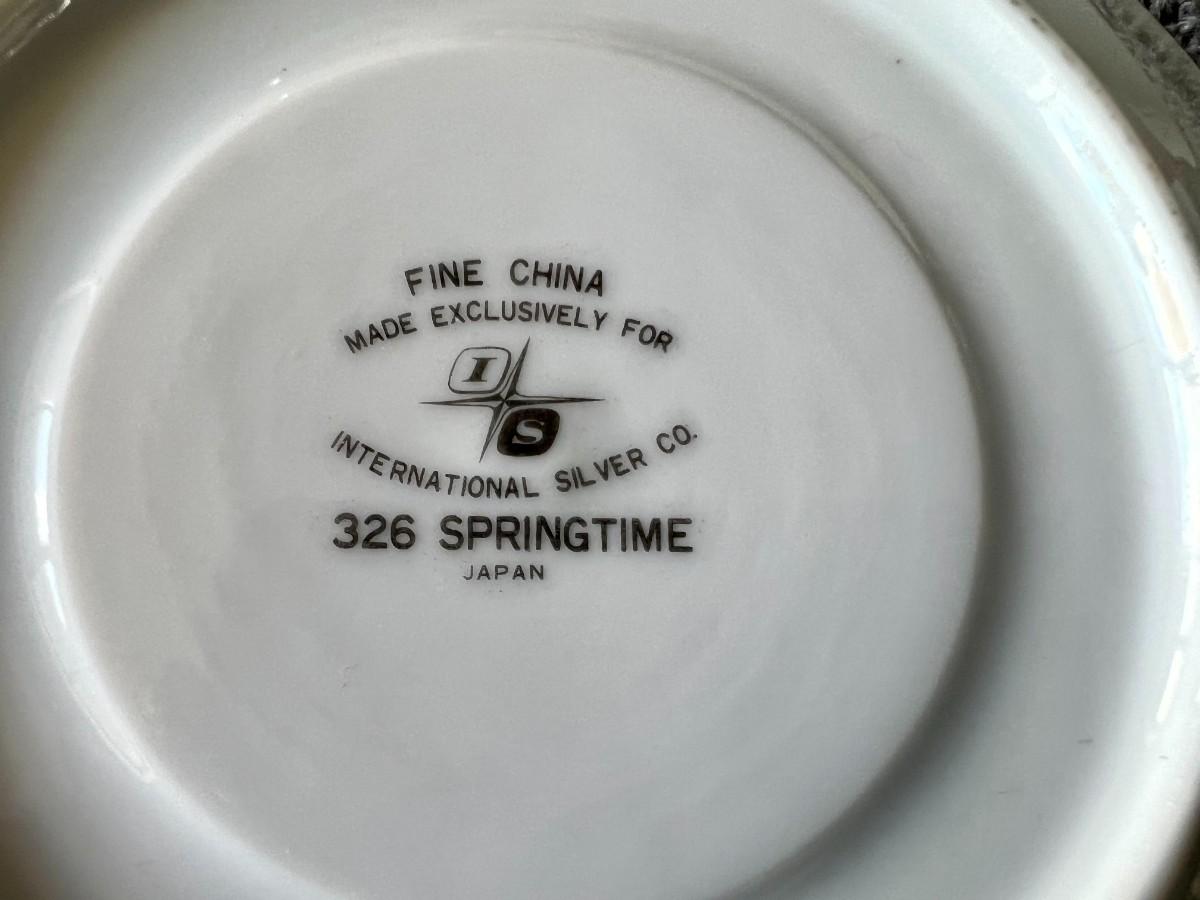 FINE CHINA
MADE EXCLUSIVELY FOR
I
S
INTERNATIONAL SILVER CO.
326 SPRINGTIME
JAPAN